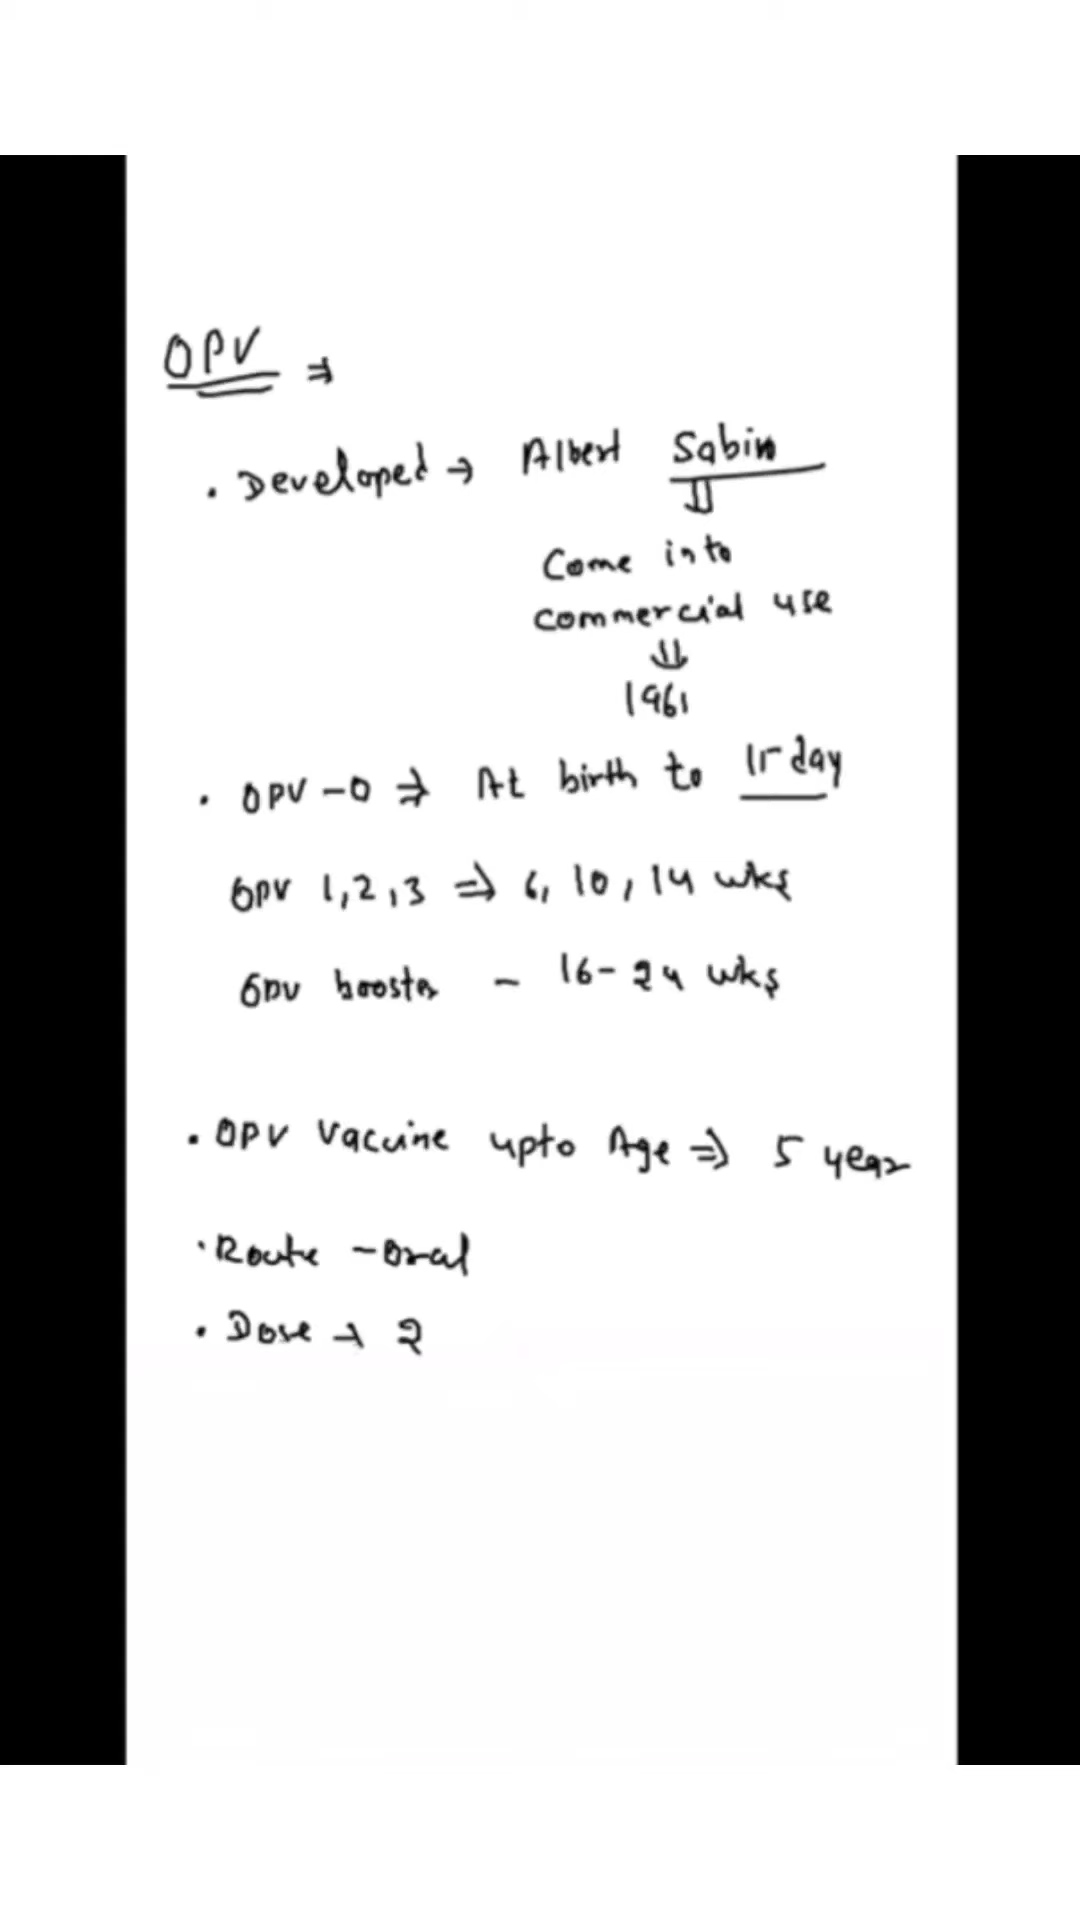 OPV ⇒
• Developed → Albert Sabin
⇓
Come into
commercial use
⇓
1961
• OPV - 0 ⇒ At birth to 15 day
OPV 1, 2, 3 ⇒ 6, 10, 14 wks
OPV booster - 16 - 24 wks
• OPV Vaccine upto Age ⇒ 5 year
• Route - Oral
• Dose → 2